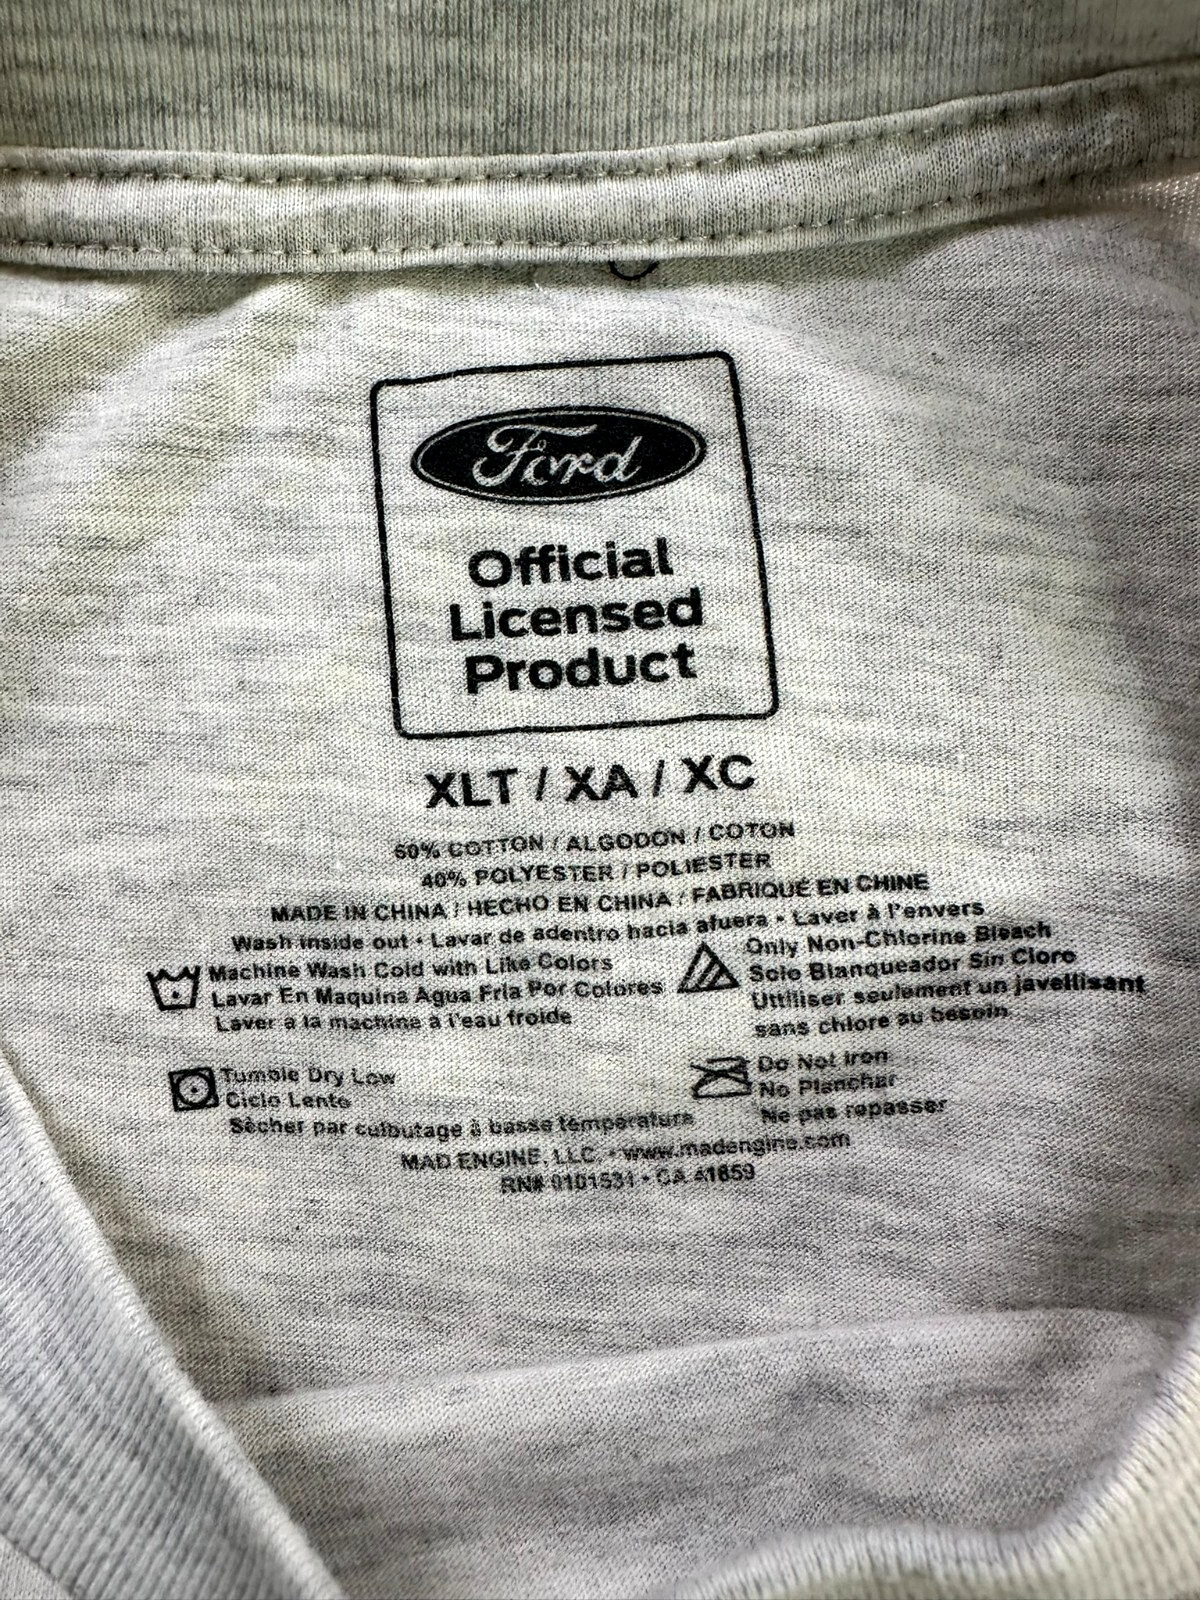 Ford
Official
Licensed
Product
XLT / XA / XC
60% COTTON / ALGODON / COTON
40% POLYESTER / POLIESTER
MADE IN CHINA / HECHO EN CHINA / FABRIQUÉ EN CHINE
Wash inside out • Lavar de adentro hacia afuera • Laver à l'envers
Machine Wash Cold with Like Colors
Lavar En Maquina Agua Fria Por Colores
Laver a la machine a l'eau froide
Only Non-Chlorine Bleach
Solo Blanqueador Sin Cloro
Uttiliser seulement un javellisant
sans chlore au besoin
Tumble Dry Low
Ciclo Lento
Sècher par culbutage à basse température
Do Not Iron
No Planchar
Ne pas repasser
MAD ENGINE, LLC. • www.madengine.com
RN# 0101531 • CA 41659